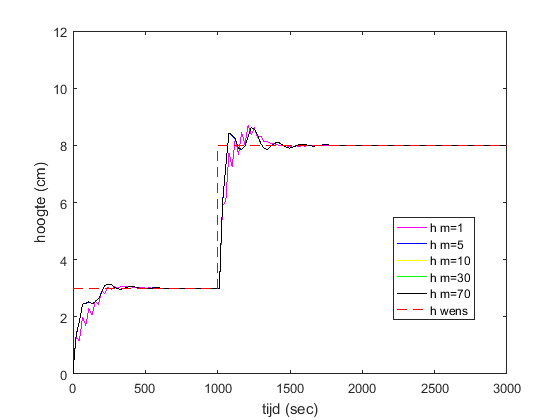 12
10
8
6
4
2
0
hoogte (cm)
h m=1
h m=5
h m=10
h m=30
h m=70
h wens
0 500 1000 1500 2000 2500 3000
tijd (sec)